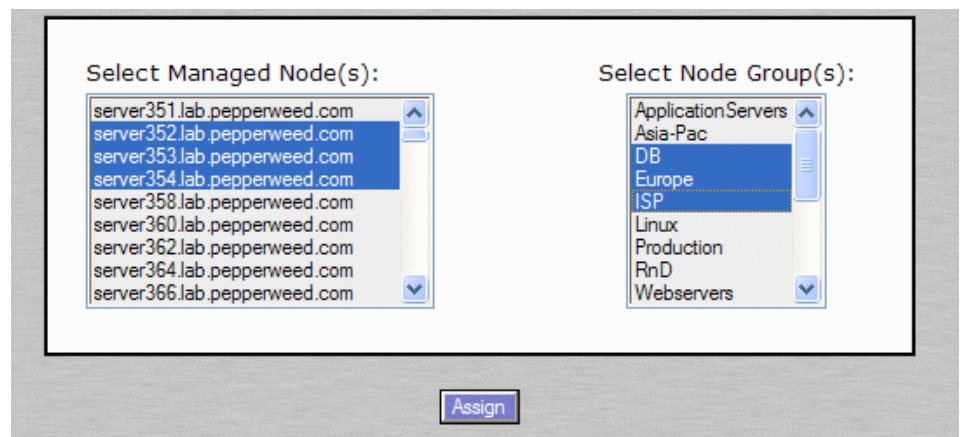 Select Managed Node(s):
server351.lab.pepperweed.com
server352.lab.pepperweed.com
server353.lab.pepperweed.com
server354.lab.pepperweed.com
server358.lab.pepperweed.com
server360.lab.pepperweed.com
server362.lab.pepperweed.com
server364.lab.pepperweed.com
server366.lab.pepperweed.com
Select Node Group(s):
ApplicationServers
Asia-Pac
DB
Europe
ISP
Linux
Production
RnD
Webservers
Assign